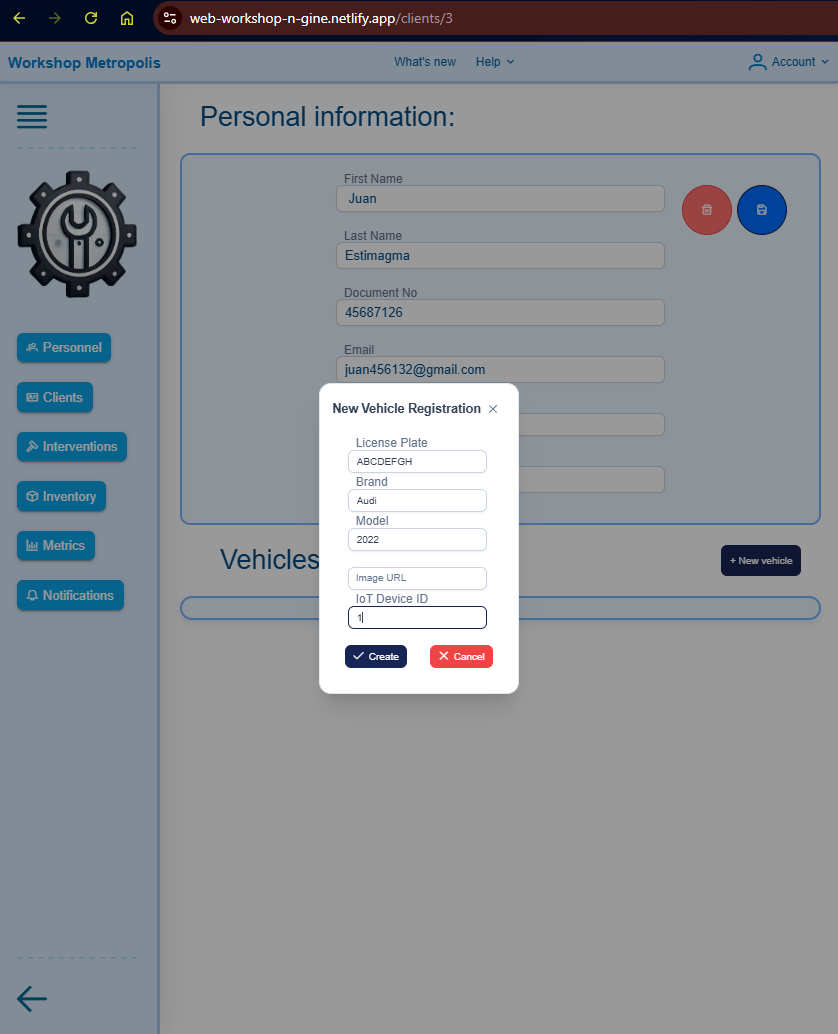 web-workshop-n-gine.netlify.app/clients/3
Workshop Metropolis
What's new
Help
Account
Personal information:
First Name
Juan
Last Name
Estimagma
Document No
45687126
Email
juan456132@gmail.com
Personnel
Clients
Interventions
Inventory
Metrics
Notifications
New Vehicle Registration
License Plate
ABCDEFGH
Brand
Audi
Model
2022
Image URL
IoT Device ID
1
Create
Cancel
Vehicles
+ New vehicle